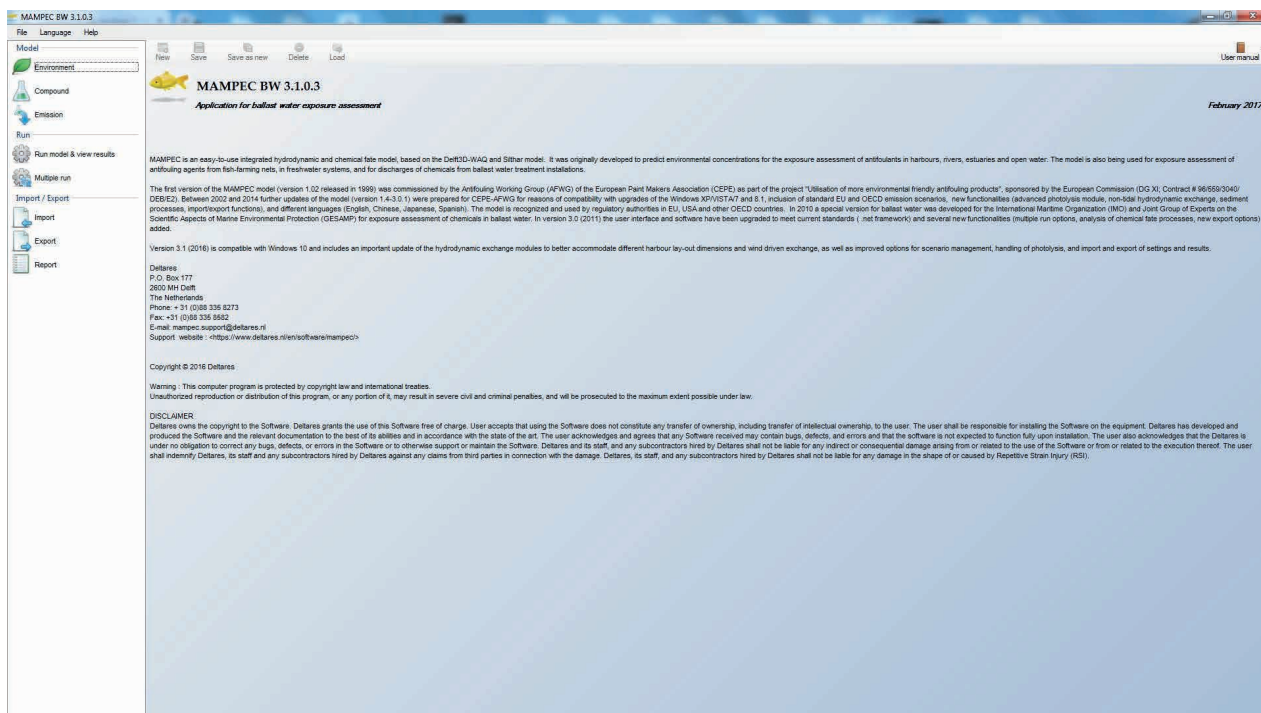 MAMPEC BW 3.1.0.3
File Language Help
Model
Environment
Compound
Emission
Run
Run model & view results
Multiple run
Import / Export
Import
Export
Report
New Save Save as new Delete Load
User manual
MAMPEC BW 3.1.0.3
Application for ballast water exposure assessment
February 2017
MAMPEC is an easy-to-use integrated hydrodynamic and chemical fate model, based on the Delft3D-WAQ and Silthar model. It was originally developed to predict environmental concentrations for the exposure assessment of antifoulants in harbours, rivers, estuaries and open water. The model is also being used for exposure assessment of
antifouling agents from fish-farming nets, in freshwater systems, and for discharges of chemicals from ballast water treatment installations.
The first version of the MAMPEC model (version 1.02 released in 1999) was commissioned by the Antifouling Working Group (AFWG) of the European Paint Makers Association (CEPE) as part of the project "Utilisation of more environmental friendly antifouling products", sponsored by the European Commission (DG XI; Contract # 96/559/3040/
DEB/E2). Between 2002 and 2014 further updates of the model (version 1.4-3.0.1) were prepared for CEPE-AFWG for reasons of compatibility with upgrades of the Windows XP/VISTA/7 and 8.1, inclusion of standard EU and OECD emission scenarios, new functionalities (advanced photolysis module, non-tidal hydrodynamic exchange, sediment
processes, import/export functions), and different languages (English, Chinese, Japanese, Spanish). The model is recognized and used by regulatory authorities in EU, USA and other OECD countries. In 2010 a special version for ballast water was developed for the International Maritime Organization (IMO) and Joint Group of Experts on the
Scientific Aspects of Marine Environmental Protection (GESAMP) for exposure assessment of chemicals in ballast water. In version 3.0 (2011) the user interface and software have been upgraded to meet current standards ( .net framework) and several new functionalities (multiple run options, analysis of chemical fate processes, new export options)
added.
Version 3.1 (2016) is compatible with Windows 10 and includes an important update of the hydrodynamic exchange modules to better accommodate different harbour lay-out dimensions and wind driven exchange, as well as improved options for scenario management, handling of photolysis, and import and export of settings and results.
Deltares
P.O. Box 177
2600 MH Delft
The Netherlands
Phone: + 31 (0)88 335 8273
Fax: +31 (0)88 335 8582
E-mail: mampec.support@deltares.nl
Support website : <https://www.deltares.nl/en/software/mampec/>
Copyright © 2016 Deltares
Warning : This computer program is protected by copyright law and international treaties.
Unauthorized reproduction or distribution of this program, or any portion of it, may result in severe civil and criminal penalties, and will be prosecuted to the maximum extent possible under law.
DISCLAIMER
Deltares owns the copyright to the Software. Deltares grants the use of this Software free of charge. User accepts that using the Software does not constitute any transfer of ownership, including transfer of intellectual ownership, to the user. The user shall be responsible for installing the Software on the equipment. Deltares has developed and
produced the Software and the relevant documentation to the best of its abilities and in accordance with the state of the art. The user acknowledges and agrees that any Software received may contain bugs, defects, and errors and that the software is not expected to function fully upon installation. The user also acknowledges that the Deltares is
under no obligation to correct any bugs, defects, or errors in the Software or to otherwise support or maintain the Software. Deltares and its staff, and any subcontractors hired by Deltares shall not be liable for any indirect or consequential damage arising from or related to the use of the Software or from or related to the execution thereof. The user
shall indemnify Deltares, its staff and any subcontractors hired by Deltares against any claims from third parties in connection with the damage. Deltares, its staff, and any subcontractors hired by Deltares shall not be liable for any damage in the shape of or caused by Repetitive Strain Injury (RSI).